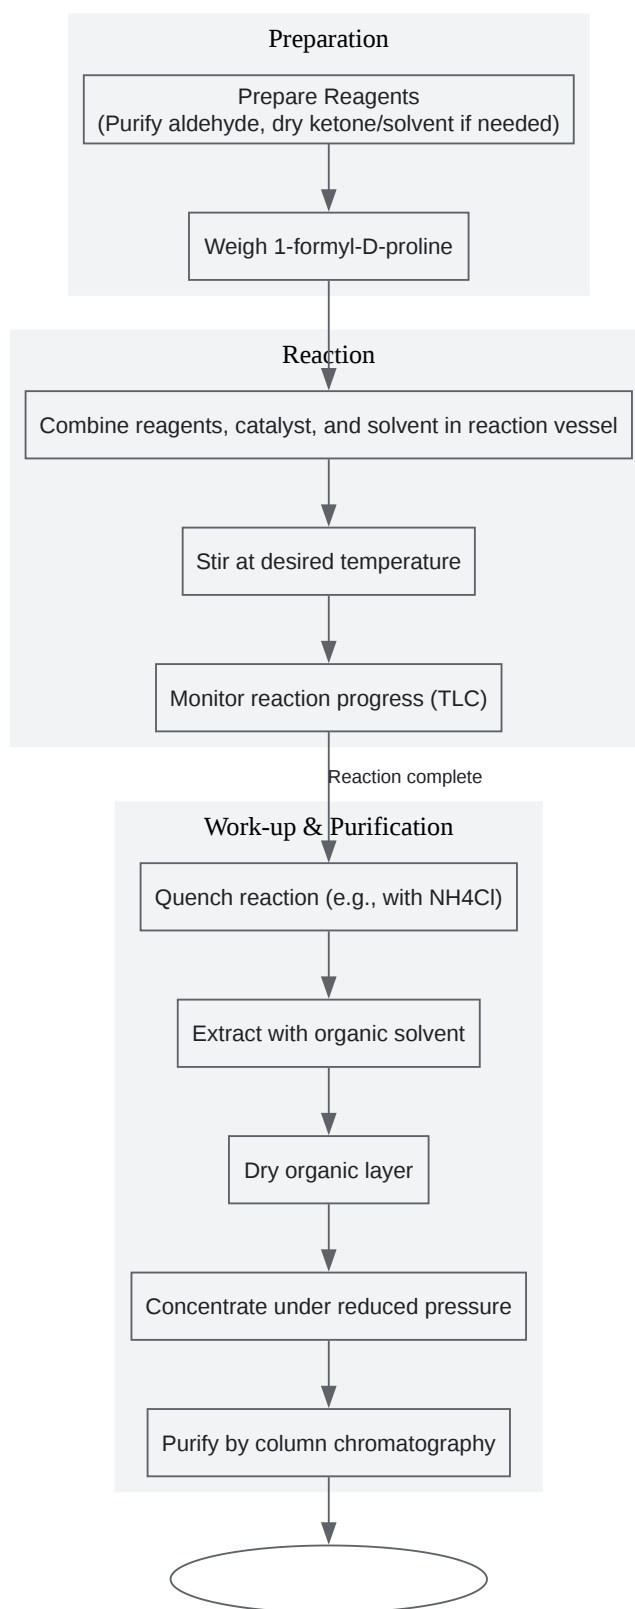 Preparation
Prepare Reagents
(Purify aldehyde, dry ketone/solvent if needed)
Weigh 1-formyl-D-proline
Reaction
Combine reagents, catalyst, and solvent in reaction vessel
Stir at desired temperature
Monitor reaction progress (TLC)
Reaction complete
Work-up & Purification
Quench reaction (e.g., with NH4Cl)
Extract with organic solvent
Dry organic layer
Concentrate under reduced pressure
Purify by column chromatography